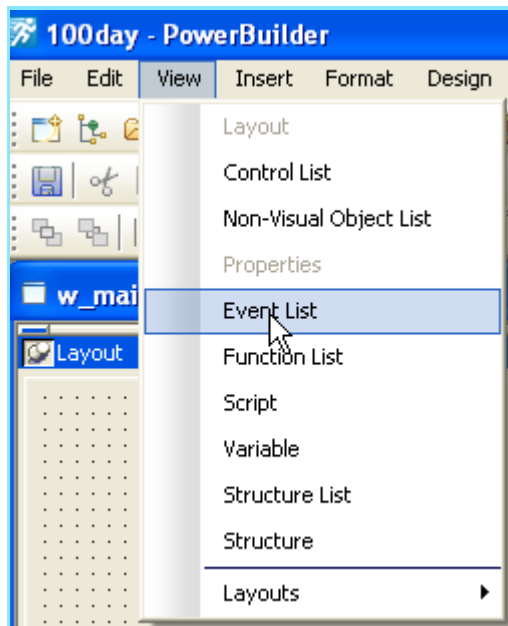 100day - PowerBuilder
File Edit View Insert Format Design
Layout
Control List
Non-Visual Object List
Properties
Event List
Function List
Script
Variable
Structure List
Structure
Layouts
w_mai
Layout